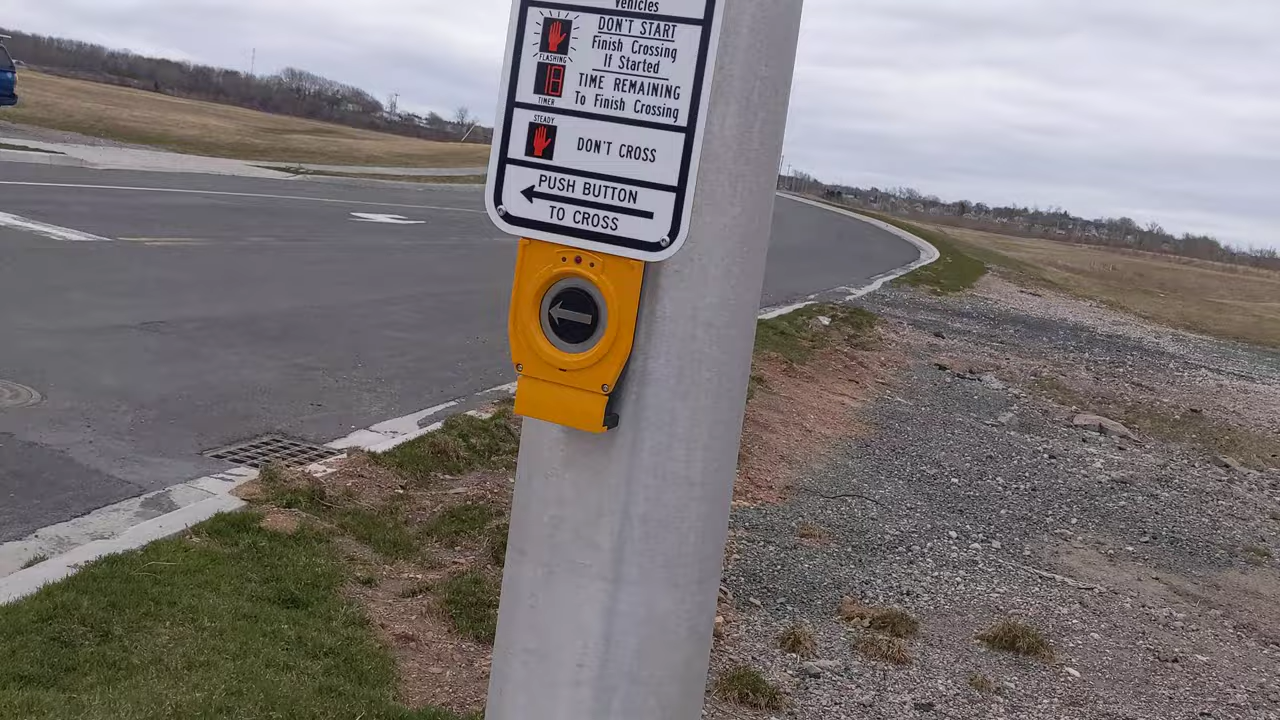 Vehicles
DON'T START
Finish Crossing
If Started
FLASHING
18
TIME REMAINING
To Finish Crossing
TIMER
STEADY
DON'T CROSS
PUSH BUTTON
TO CROSS